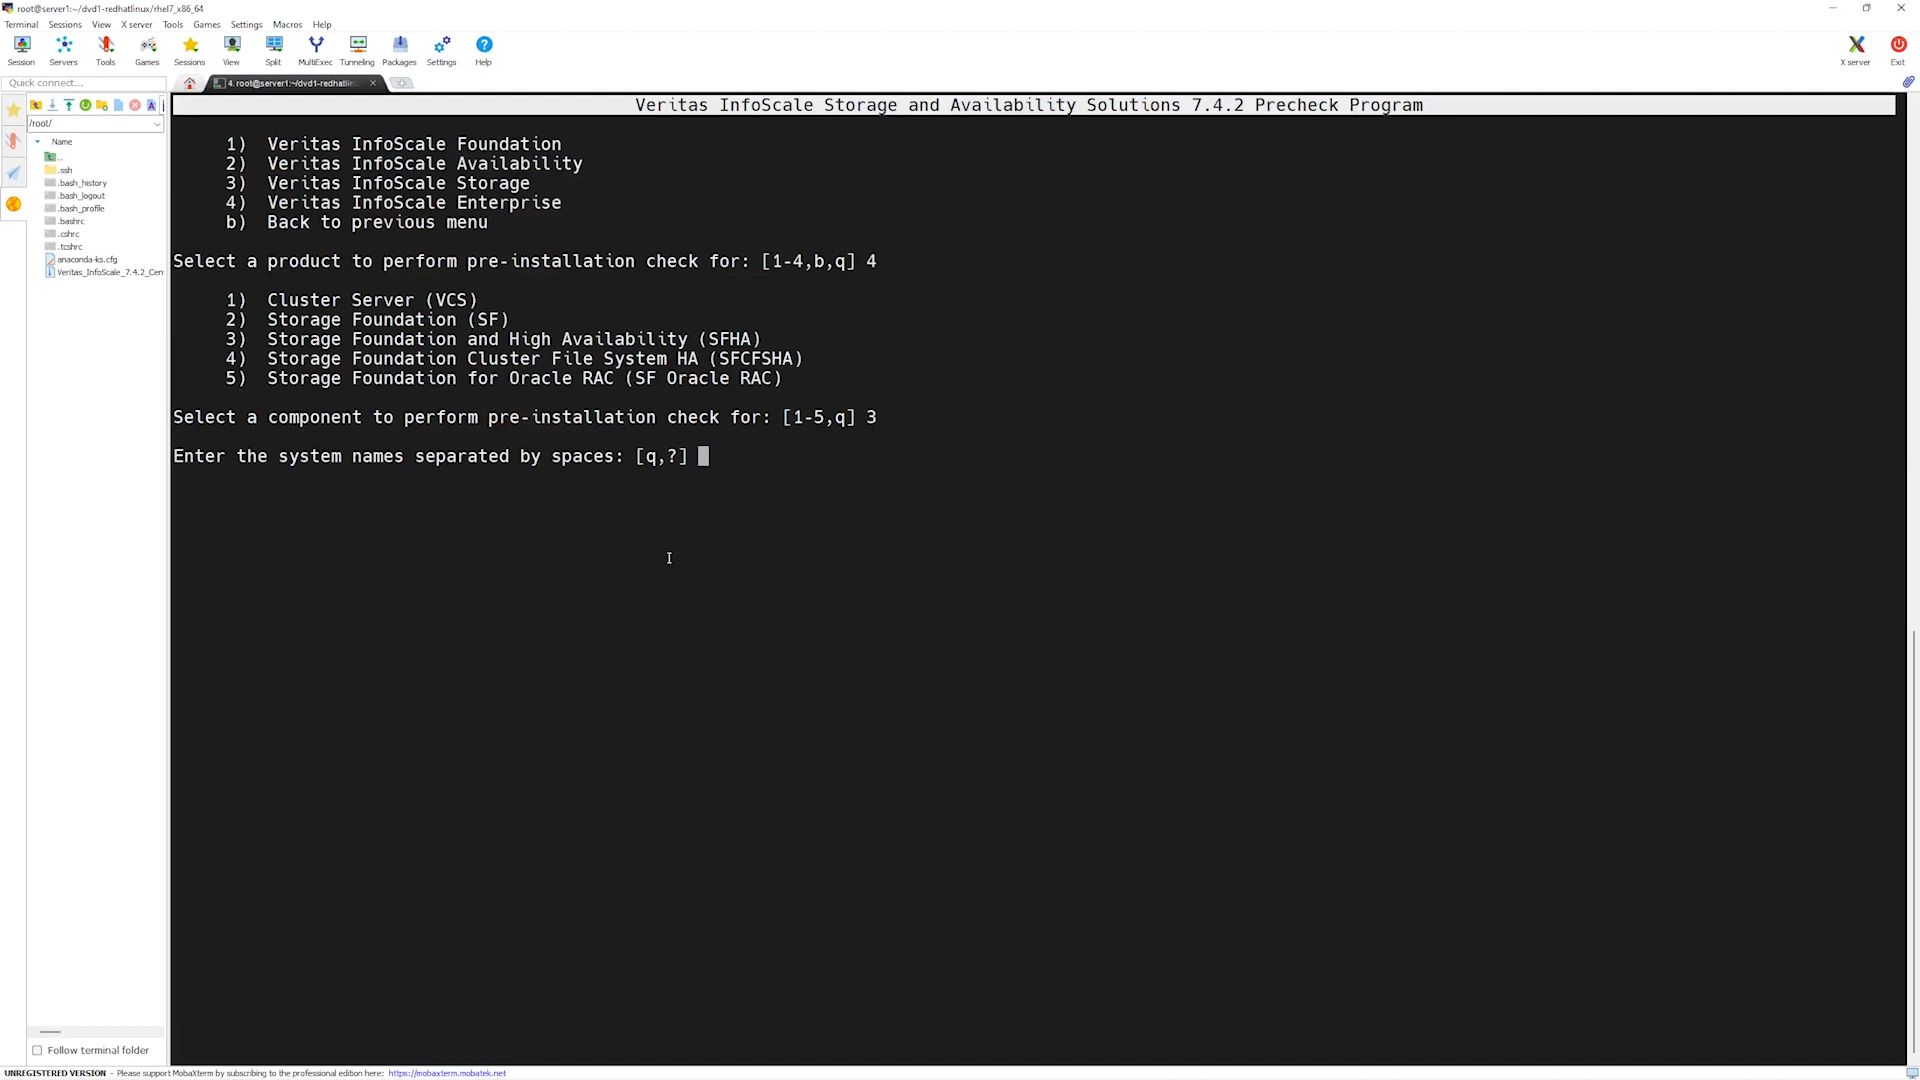 root@server1:~/dvd1-redhatlinux/rhel7_x86_64
Terminal Sessions View X server Tools Games Settings Macros Help
Session Servers Tools Games Sessions View Split MultiExec Tunneling Packages Settings Help X server Exit
Quick connect...
4. root@server1:~/dvd1-redhatlin
/root/
Name
..
.ssh
.bash_history
.bash_logout
.bash_profile
.bashrc
.cshrc
.tcshrc
anaconda-ks.cfg
Veritas_InfoScale_7.4.2_Cen
Veritas InfoScale Storage and Availability Solutions 7.4.2 Precheck Program
1) Veritas InfoScale Foundation
2) Veritas InfoScale Availability
3) Veritas InfoScale Storage
4) Veritas InfoScale Enterprise
b) Back to previous menu
Select a product to perform pre-installation check for: [1-4,b,q] 4
1) Cluster Server (VCS)
2) Storage Foundation (SF)
3) Storage Foundation and High Availability (SFHA)
4) Storage Foundation Cluster File System HA (SFCFSHA)
5) Storage Foundation for Oracle RAC (SF Oracle RAC)
Select a component to perform pre-installation check for: [1-5,q] 3
Enter the system names separated by spaces: [q,?]
Follow terminal folder
UNREGISTERED VERSION - Please support MobaXterm by subscribing to the professional edition here: https://mobaxterm.mobatek.net